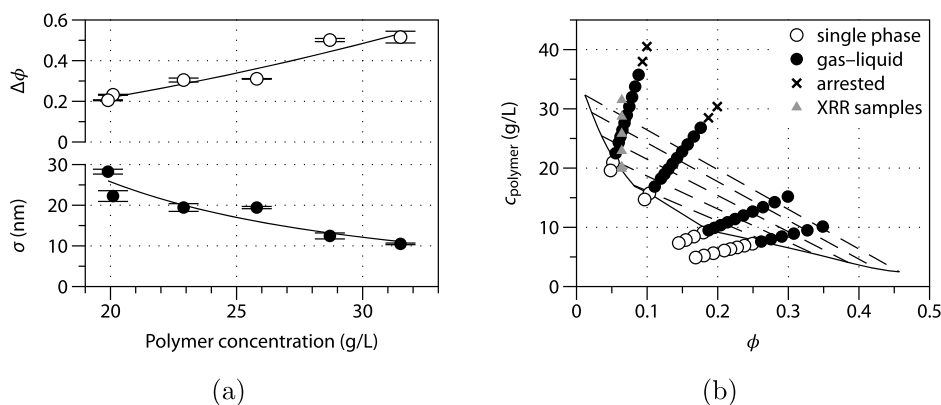 0.6
0.4
0.2
0
Δϕ
30
20
10
0
σ (nm)
20
25
30
Polymer concentration (g/L)
(a)
40
30
20
10
0
c_polymer (g/L)
single phase
gas–liquid
arrested
XRR samples
0
0.1
0.2
0.3
0.4
0.5
ϕ
(b)